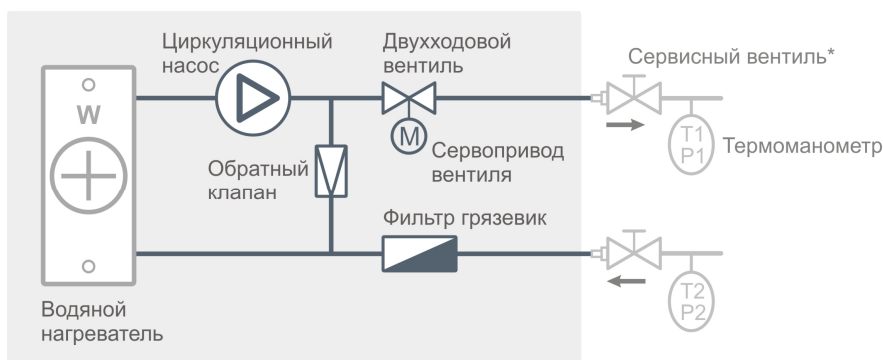 Циркуляционный
насос
Двухходовой
вентиль
Сервисный вентиль*
W
M
T1
P1
Термоманометр
Обратный
клапан
Сервопривод
вентиля
Фильтр грязевик
T2
P2
Водяной
нагреватель